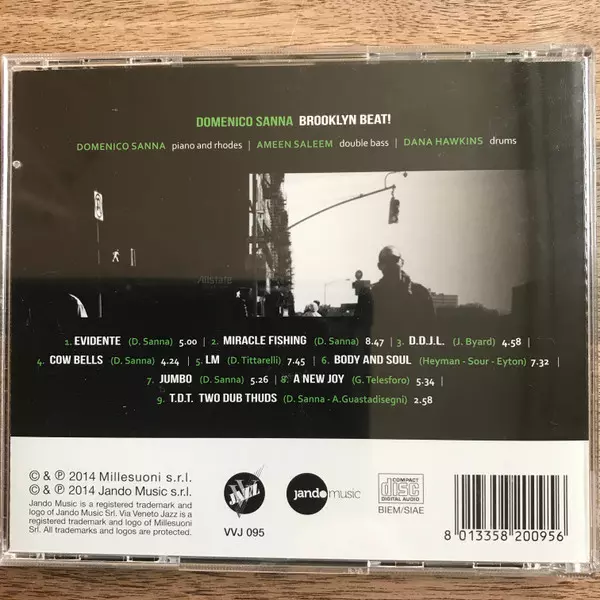 DOMENICO SANNA BROOKLYN BEAT!
DOMENICO SANNA piano and rhodes | AMEEN SALEEM double bass | DANA HAWKINS drums
Allstate
1. EVIDENTE (D. Sanna) 5.00 | 2. MIRACLE FISHING (D. Sanna) 8.47 | 3. D.D.J.L. (J. Byard) 4.58 |
4. COW BELLS (D. Sanna) 4.24 | 5. LM (D. Tittarelli) 7.45 | 6. BODY AND SOUL (Heyman - Sour - Eyton) 7.32 |
7. JUMBO (D. Sanna) 5.26 | 8. A NEW JOY (G. Telesforo) 5:34 |
9. T.D.T. TWO DUB THUDS (D. Sanna - A.Guastadisegni) 2.58
© & ℗ 2014 Millesuoni s.r.l.
© & ℗ 2014 Jando Music s.r.l.
Jando Music is a registered trademark and
logo of Jando Music Srl. Via Veneto Jazz is a
registered trademark and logo of Millesuoni
Srl. All trademarks and logos are protected.
VV JAZZ
VVJ 095
jandomusic
COMPACT
disc
DIGITAL AUDIO
BIEM/SIAE
8 013358 200956